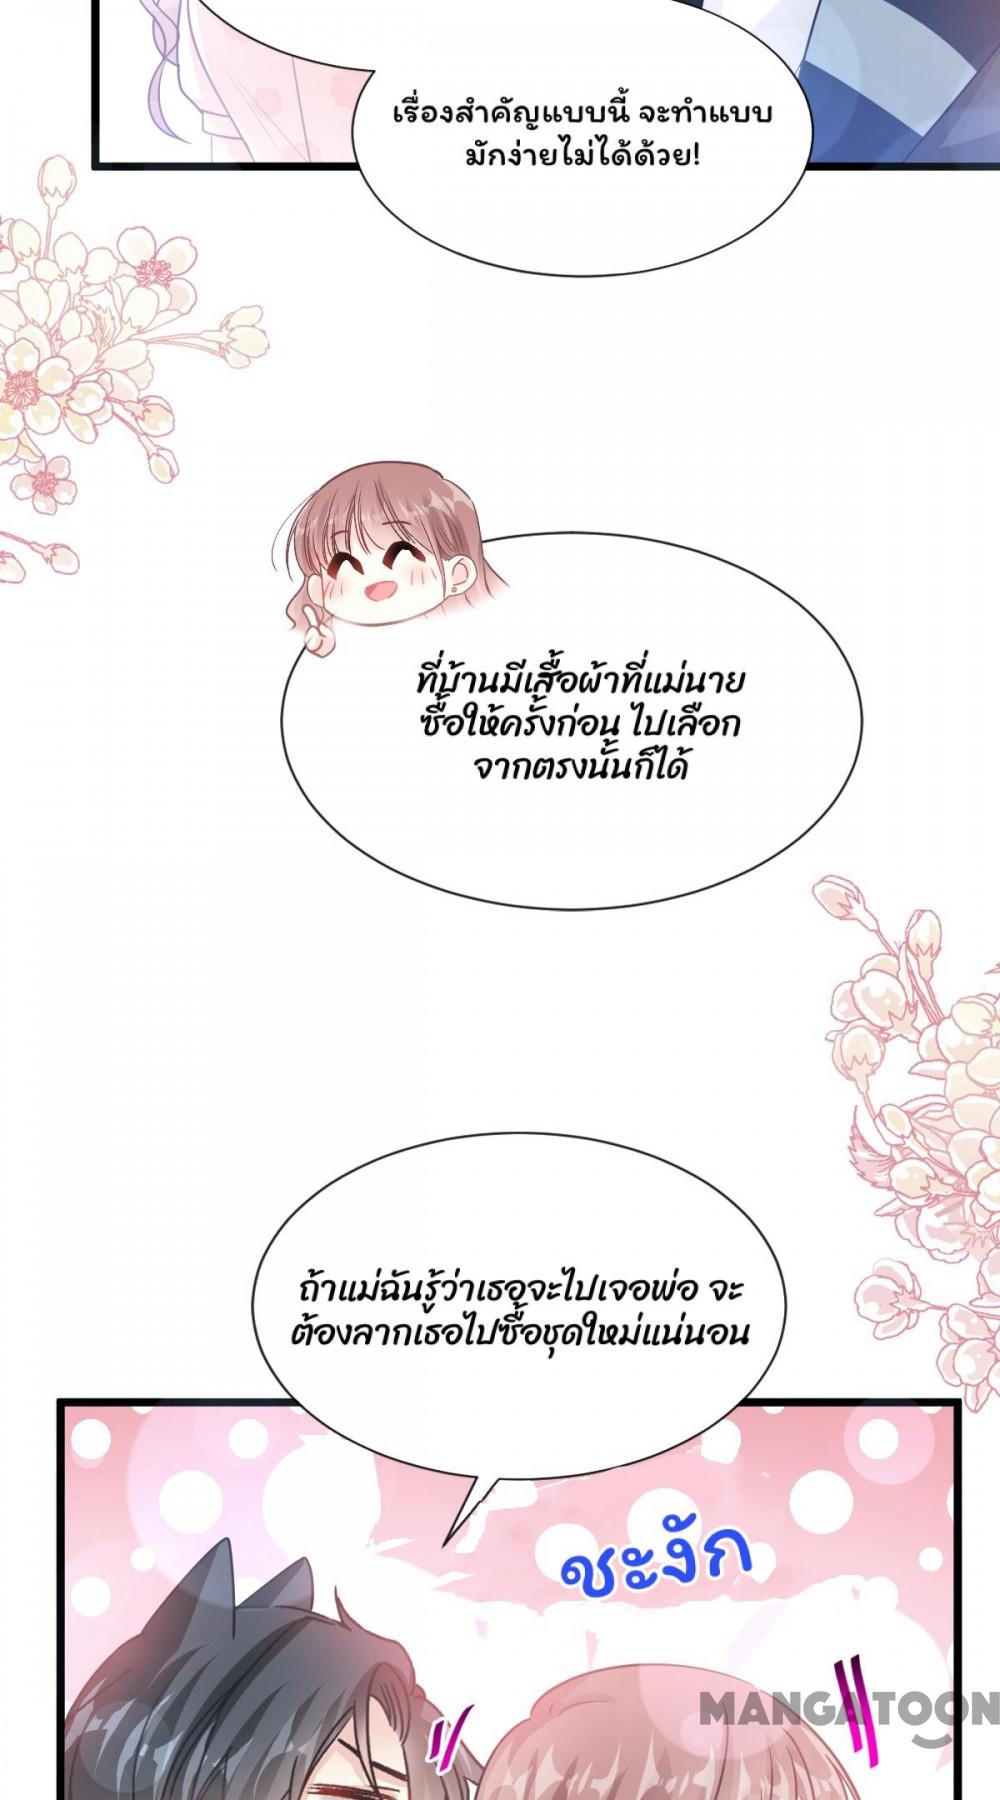 เรื่องสำคัญแบบนี้ จะทำแบบ
มักง่ายไม่ได้ด้วย!
ที่บ้านมีเสื้อผ้าที่แม่นาย
ซื้อให้ครั้งก่อน ไปเลือก
จากตรงนั้นก็ได้
ถ้าแม่ฉันรู้ว่าเธอจะไปเจอพ่อ จะ
ต้องลากเธอไปซื้อชุดใหม่แน่นอน
ชะงัก
MANGATOON